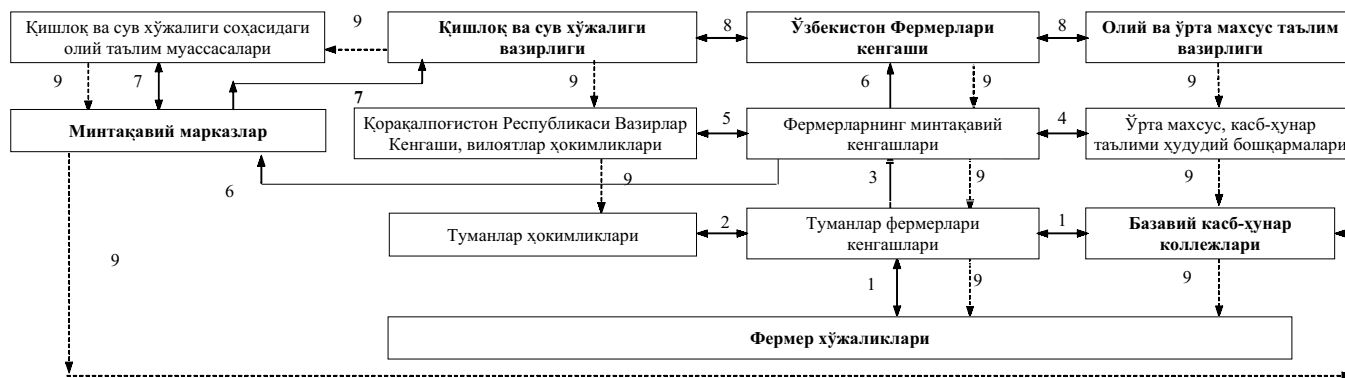 Қишлоқ ва сув хўжалиги соҳасидаги
олий таълим муассасалари
9
Қишлоқ ва сув хўжалиги
вазирлиги
8
Ўзбекистон Фермерлари
кенгаши
8
Олий ва ўрта махсус таълим
вазирлиги
9
7
9
6
9
9
7
Минтақавий марказлар
Қорақалпоғистон Республикаси Вазирлар
Кенгаши, вилоятлар ҳокимликлари
5
Фермерларнинг минтақавий
кенгашлари
4
Ўрта махсус, касб-ҳунар
таълими ҳудудий бошқармалари
6
9
3
9
9
Туманлар ҳокимликлари
2
Туманлар фермерлари
кенгашлари
1
Базавий касб-ҳунар
коллежлари
9
1
9
9
Фермер хўжаликлари